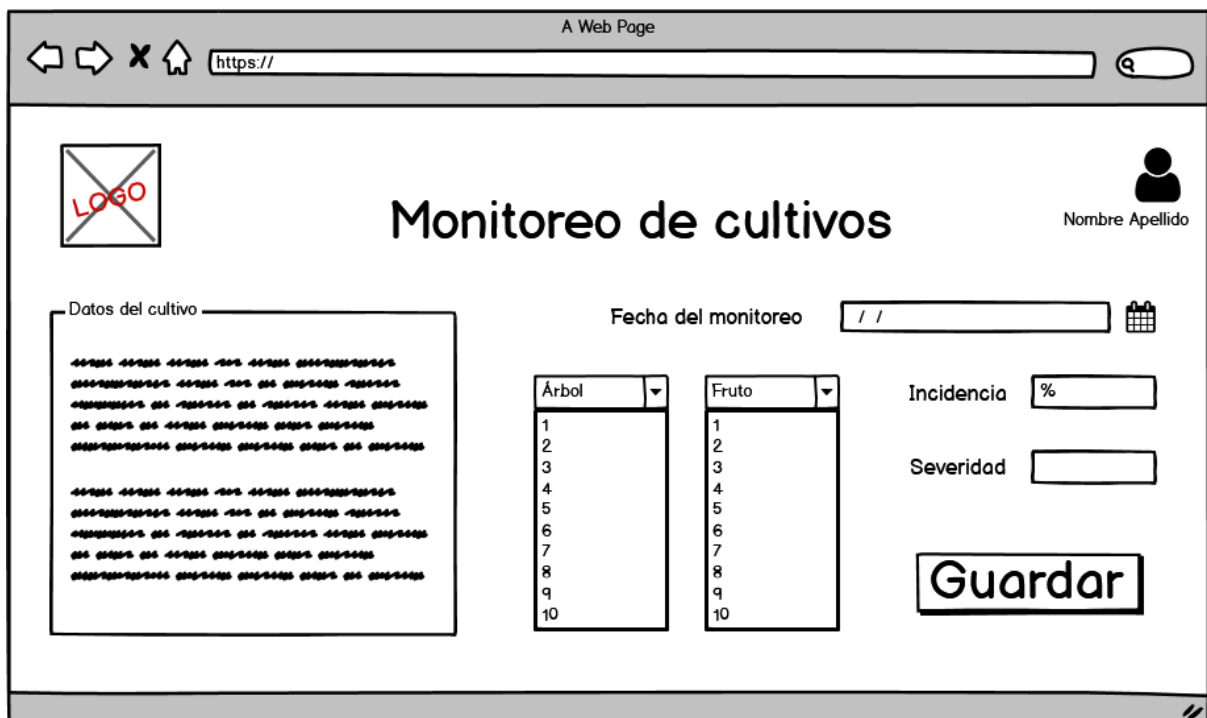 A Web Page
https://
LOGO
Nombre Apellido
Monitoreo de cultivos
Datos del cultivo
Fecha del monitoreo
/ /
Árbol
1
2
3
4
5
6
7
8
9
10
Fruto
1
2
3
4
5
6
7
8
9
10
Incidencia
%
Severidad
Guardar